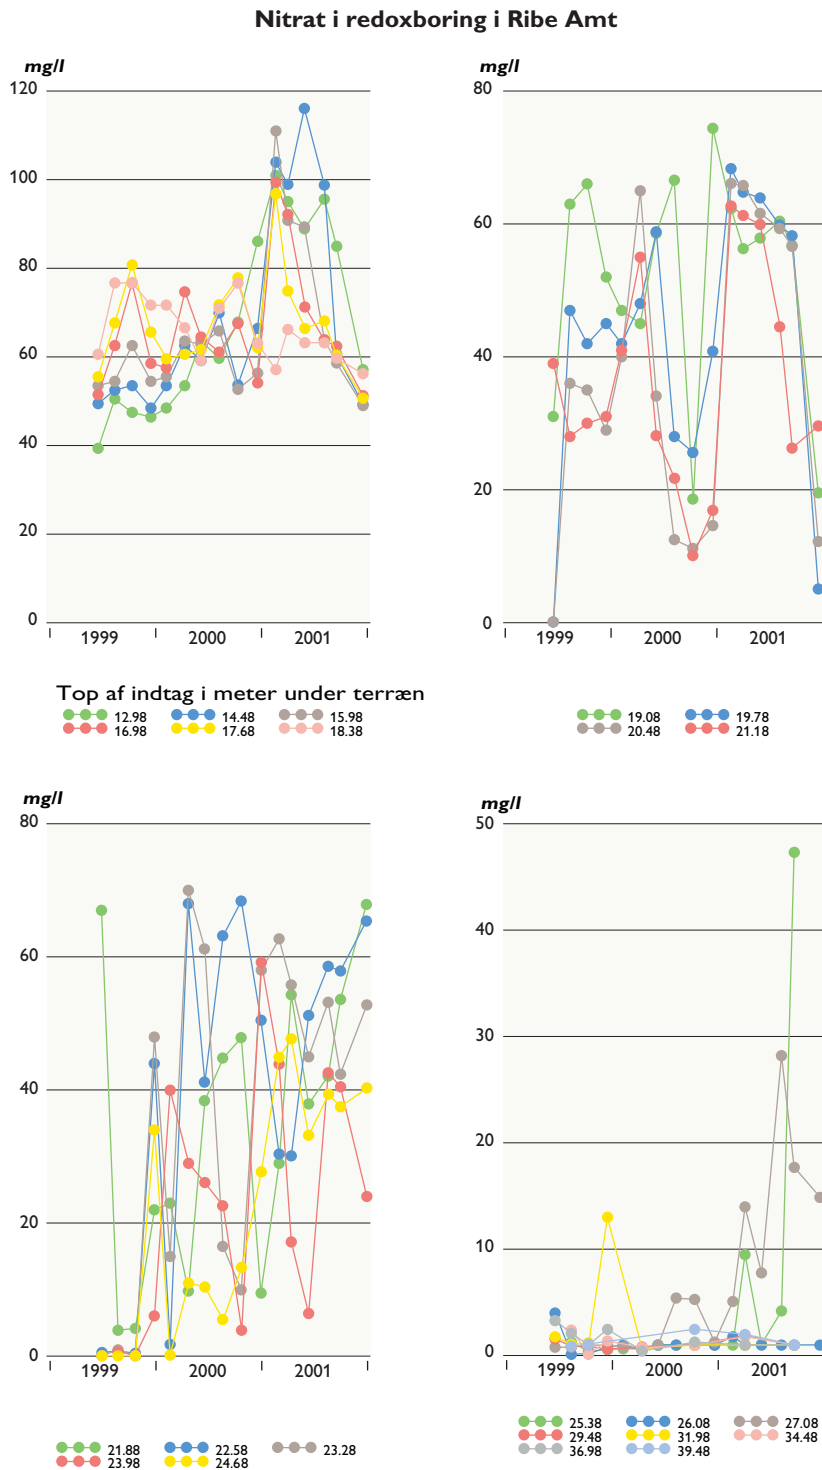 Nitrat i redoxboring i Ribe Amt
mg/l
120
100
80
60
40
20
0
1999 2000 2001
mg/l
80
60
40
20
0
1999 2000 2001
Top af indtag i meter under terræn
12.98 14.48 15.98
16.98 17.68 18.38
19.08 19.78
20.48 21.18
mg/l
80
60
40
20
0
1999 2000 2001
21.88 22.58 23.28
23.98 24.68
mg/l
50
40
30
20
10
0
1999 2000 2001
25.38 26.08 27.08
29.48 31.98 34.48
36.98 39.48